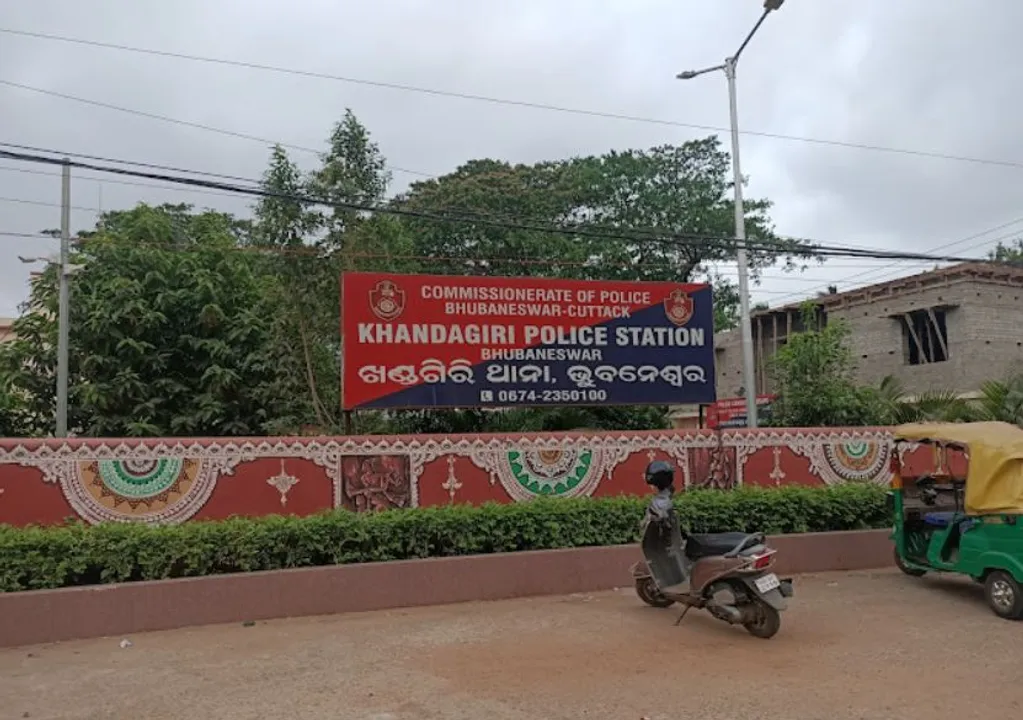 COMMISSIONERATE OF POLICE
BHUBANESWAR-CUTTACK
KHANDAGIRI POLICE STATION
BHUBANESWAR
ଖଣ୍ଡଗିରି ଥାନା, ଭୁବନେଶ୍ୱର
0674-2350100